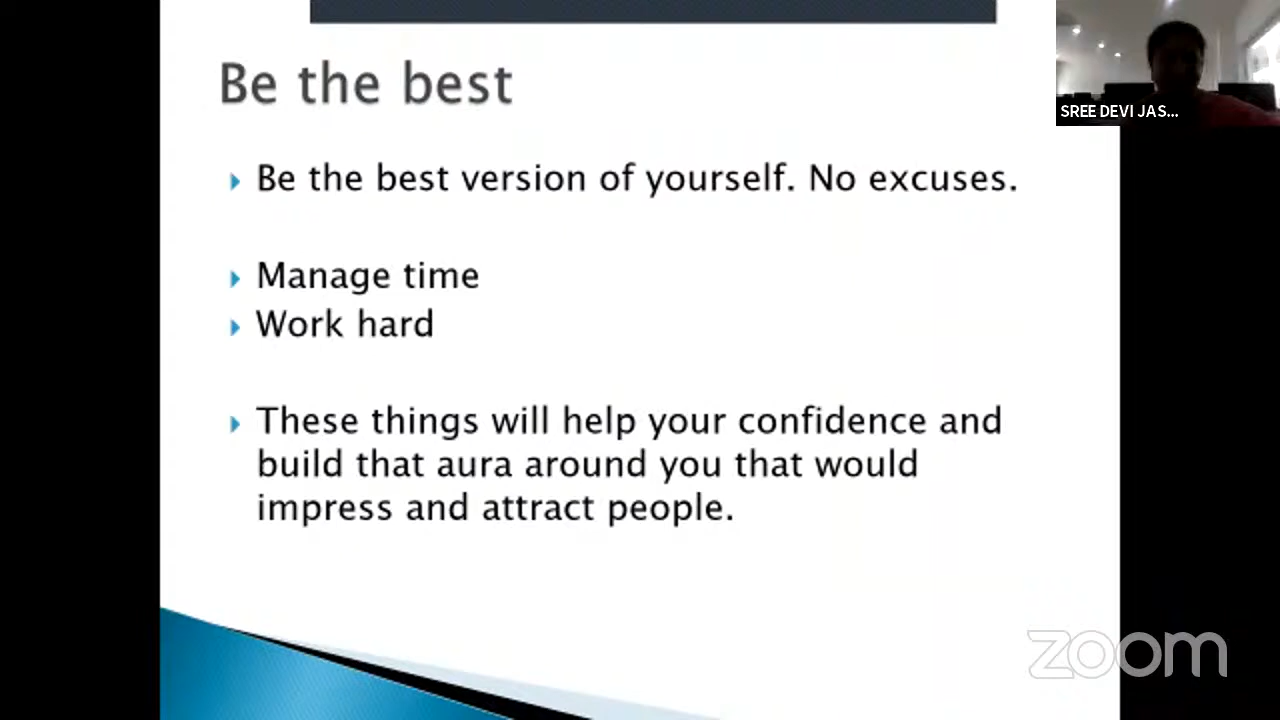 Be the best
SREE DEVI JAS...
Be the best version of yourself. No excuses.
Manage time
Work hard
These things will help your confidence and
build that aura around you that would
impress and attract people.
zoom